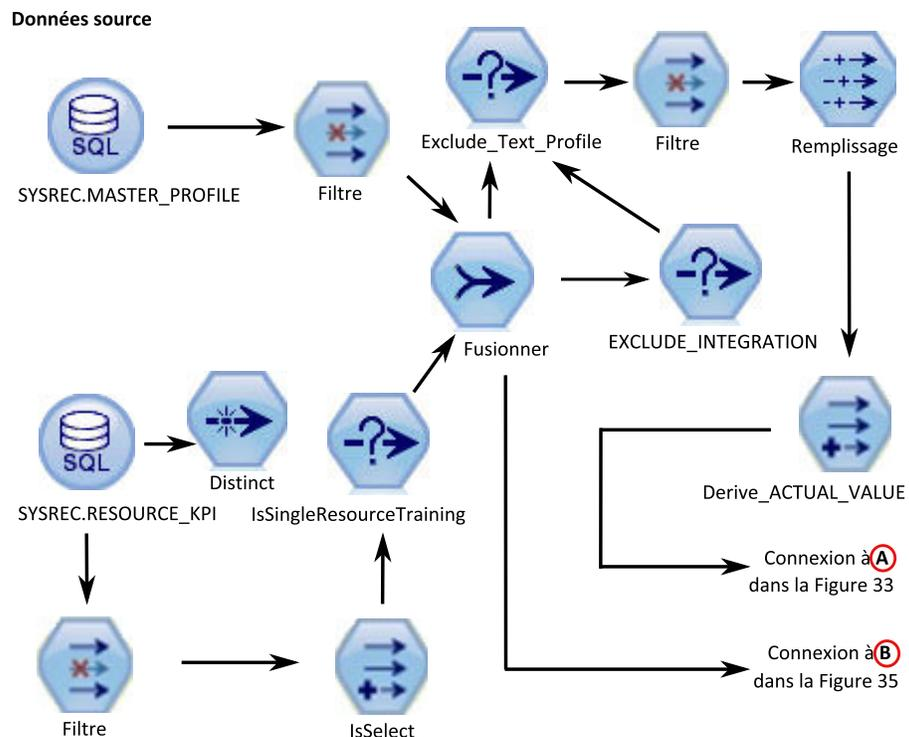 Données source
SQL
SYSREC.MASTER_PROFILE
Filtre
Exclude_Text_Profile
Filtre
Remplissage
Fusionner
EXCLUDE_INTEGRATION
SQL
SYSREC.RESOURCE_KPI
Distinct
IsSingleResourceTraining
Derive_ACTUAL_VALUE
Connexion à A
dans la Figure 33
Connexion à B
dans la Figure 35
Filtre
IsSelect